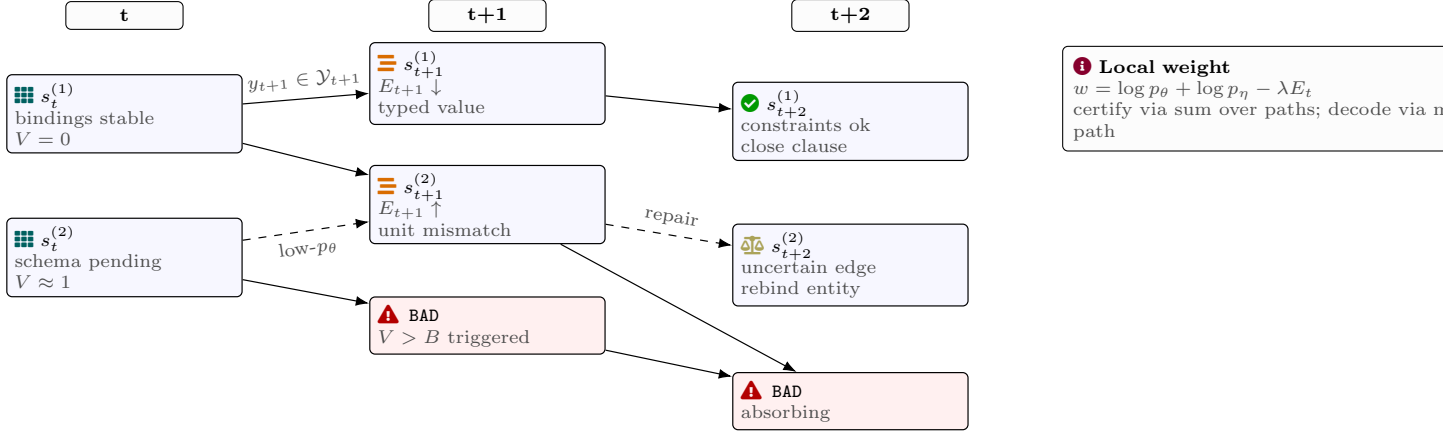 t
t+1
t+2
s_t^{(1)}
bindings stable
V = 0
s_t^{(2)}
schema pending
V ≈ 1
y_{t+1} ∈ 𝒴_{t+1}
low-p_θ
s_{t+1}^{(1)}
E_{t+1} ↓
typed value
s_{t+1}^{(2)}
E_{t+1} ↑
unit mismatch
BAD
V > B triggered
repair
s_{t+2}^{(1)}
constraints ok
close clause
s_{t+2}^{(2)}
uncertain edge
rebind entity
BAD
absorbing
Local weight
w = log p_θ + log p_η − λE_t
certify via sum over paths; decode via
path